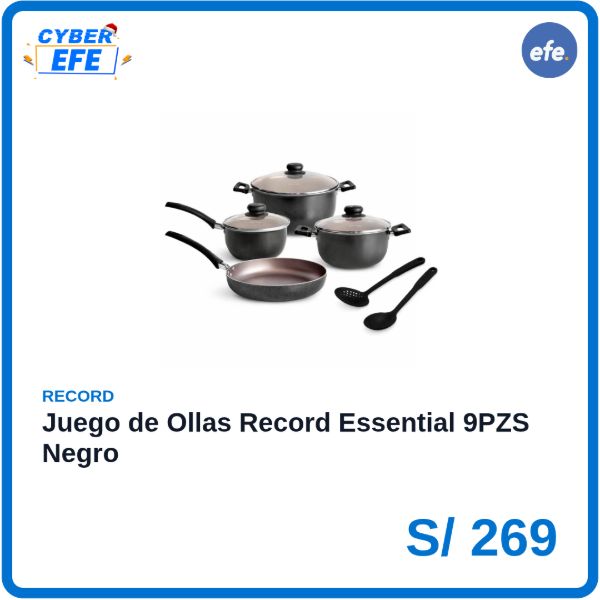 CYBER
EFE
efe.
RECORD
Juego de Ollas Record Essential 9PZS
Negro
S/ 269